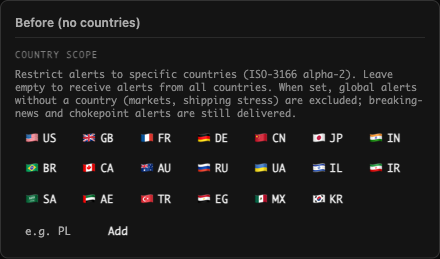 Before (no countries)
COUNTRY SCOPE
Restrict alerts to specific countries (ISO-3166 alpha-2). Leave
empty to receive alerts from all countries. When set, global alerts
without a country (markets, shipping stress) are excluded; breaking-
news and chokepoint alerts are still delivered.
US GB FR DE CN JP IN
BR CA AU RU UA IL IR
SA AE TR EG MX KR
e.g. PL Add